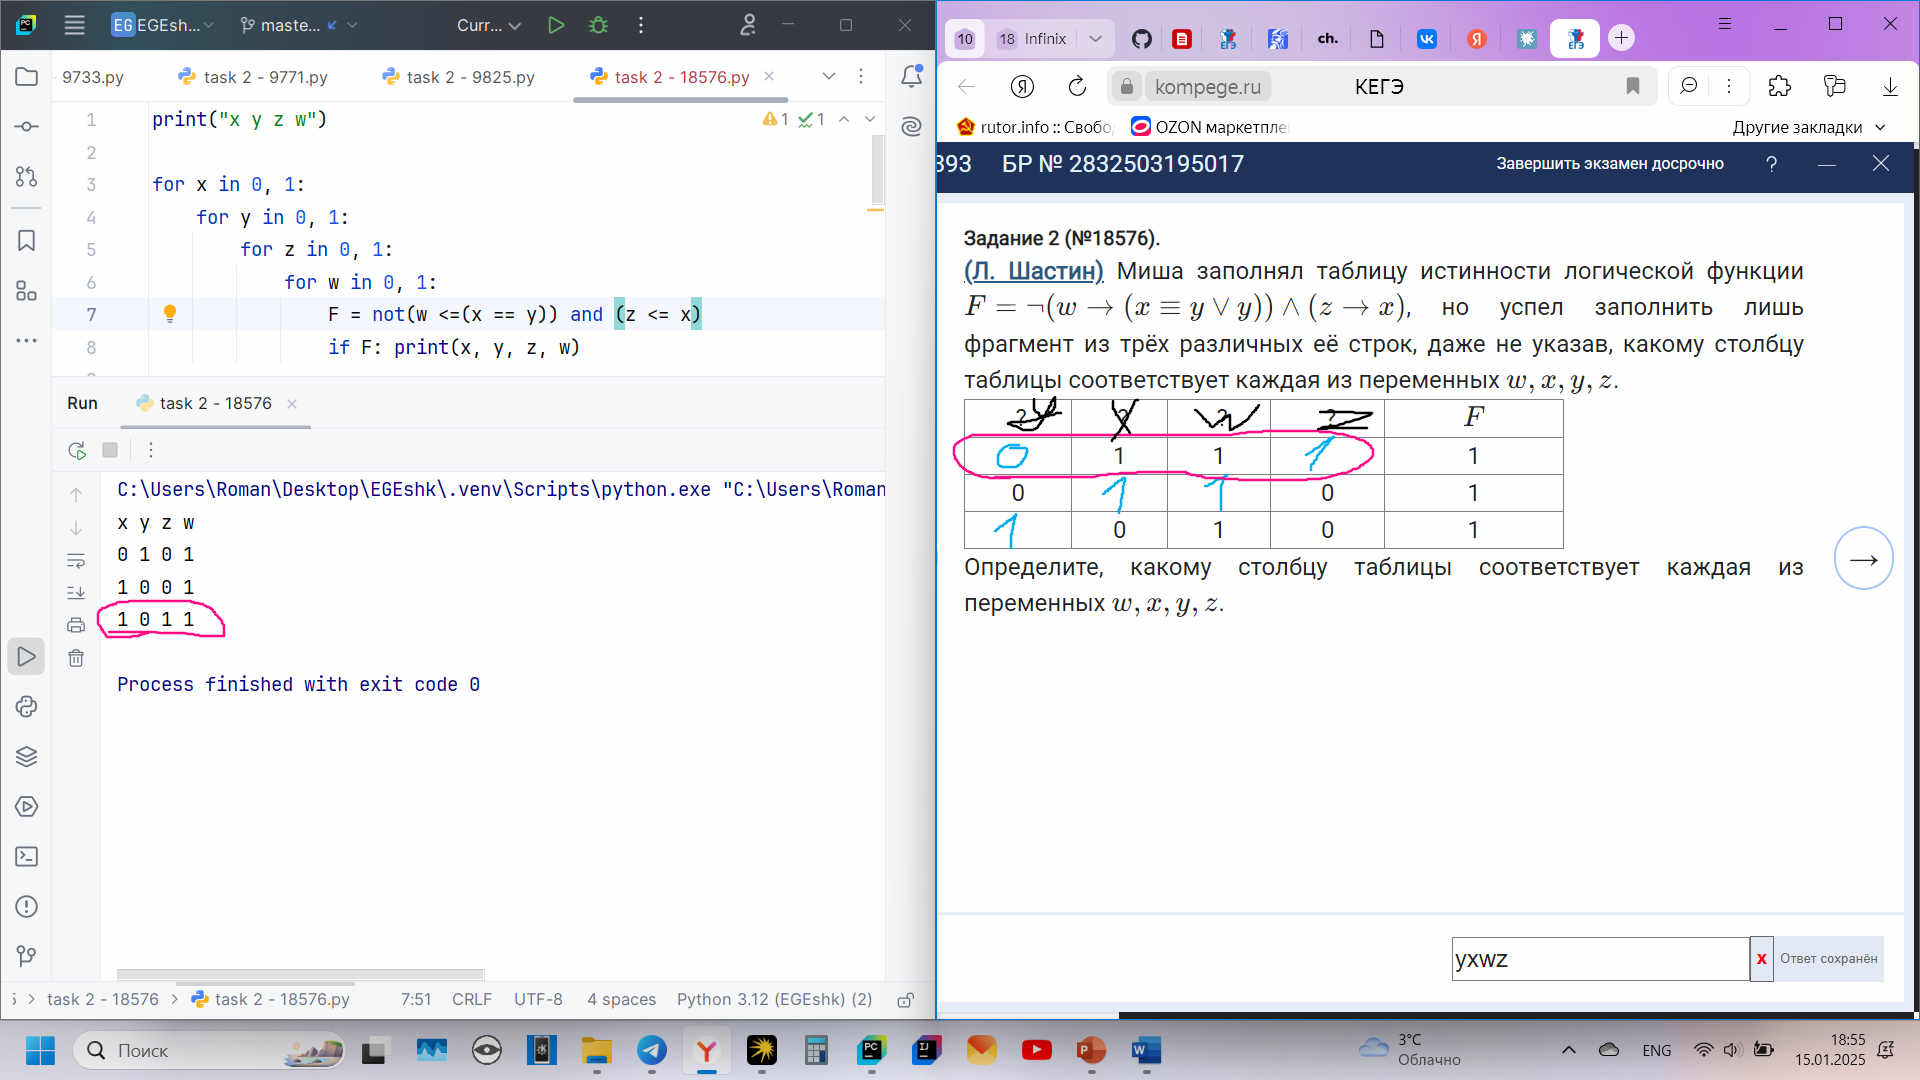 EG EGEsh... maste... Curr...
9733.py task 2 - 9771.py task 2 - 9825.py task 2 - 18576.py
1 print("x y z w")
2
3 for x in 0, 1:
4 for y in 0, 1:
5 for z in 0, 1:
6 for w in 0, 1:
7 F = not(w <=(x == y)) and (z <= x)
8 if F: print(x, y, z, w)
1 1
Run task 2 - 18576
C:\Users\Roman\Desktop\EGEshk\.venv\Scripts\python.exe "C:\Users\Roman
x y z w
0 1 0 1
1 0 0 1
1 0 1 1
Process finished with exit code 0
task 2 - 18576 > task 2 - 18576.py 7:51 CRLF UTF-8 4 spaces Python 3.12 (EGEshk) (2)
10 18 Infinix ch.
kompege.ru КЕГЭ
rutor.info :: Свобо OZON маркетпле Другие закладки
393 БР № 2832503195017 Завершить экзамен досрочно ?
Задание 2 (№18576).
(Л. Шастин) Миша заполнял таблицу истинности логической функции
F = ¬(w → (x ≡ y ∨ y)) ∧ (z → x), но успел заполнить лишь
фрагмент из трёх различных её строк, даже не указав, какому столбцу
таблицы соответствует каждая из переменных w, x, y, z.
y x w z F
0 1 1 1 1
0 1 1 0 1
1 0 1 0 1
Определите, какому столбцу таблицы соответствует каждая из
переменных w, x, y, z.
yxwz x Ответ сохранён
Поиск
3°C
Облачно
ENG
18:55
15.01.2025